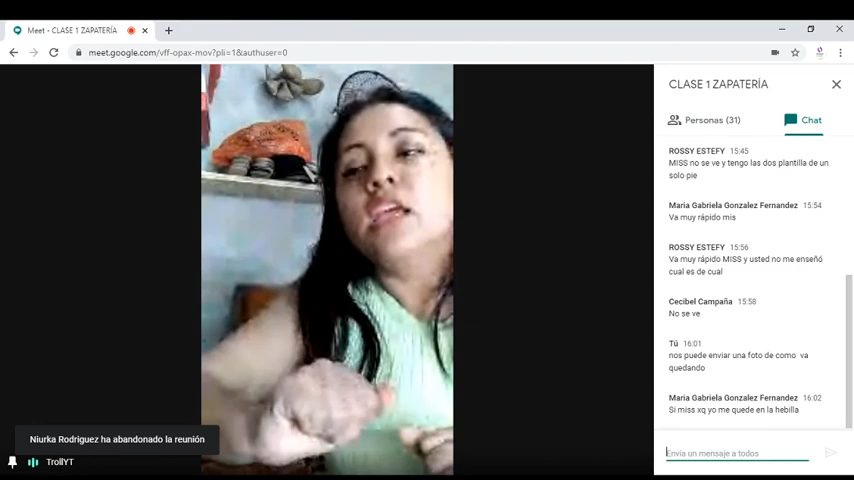 Meet - CLASE 1 ZAPATERÍA
meet.google.com/vff-opax-mov?pli=1&authuser=0
CLASE 1 ZAPATERÍA
Personas (31)
Chat
ROSSY ESTEFY 15:45
MISS no se ve y tengo las dos plantilla de un
solo pie
Maria Gabriela Gonzalez Fernandez 15:54
Va muy rápido mis
ROSSY ESTEFY 15:56
Va muy rápido MISS y usted no me enseñó
cual es de cual
Cecibel Campaña 15:58
No se ve
Tú 16:01
nos puede enviar una foto de como va
quedando
Maria Gabriela Gonzalez Fernandez 16:02
Si miss xq yo me quede en la hebilla
Envía un mensaje a todos
Niurka Rodriguez ha abandonado la reunión
TrollYT